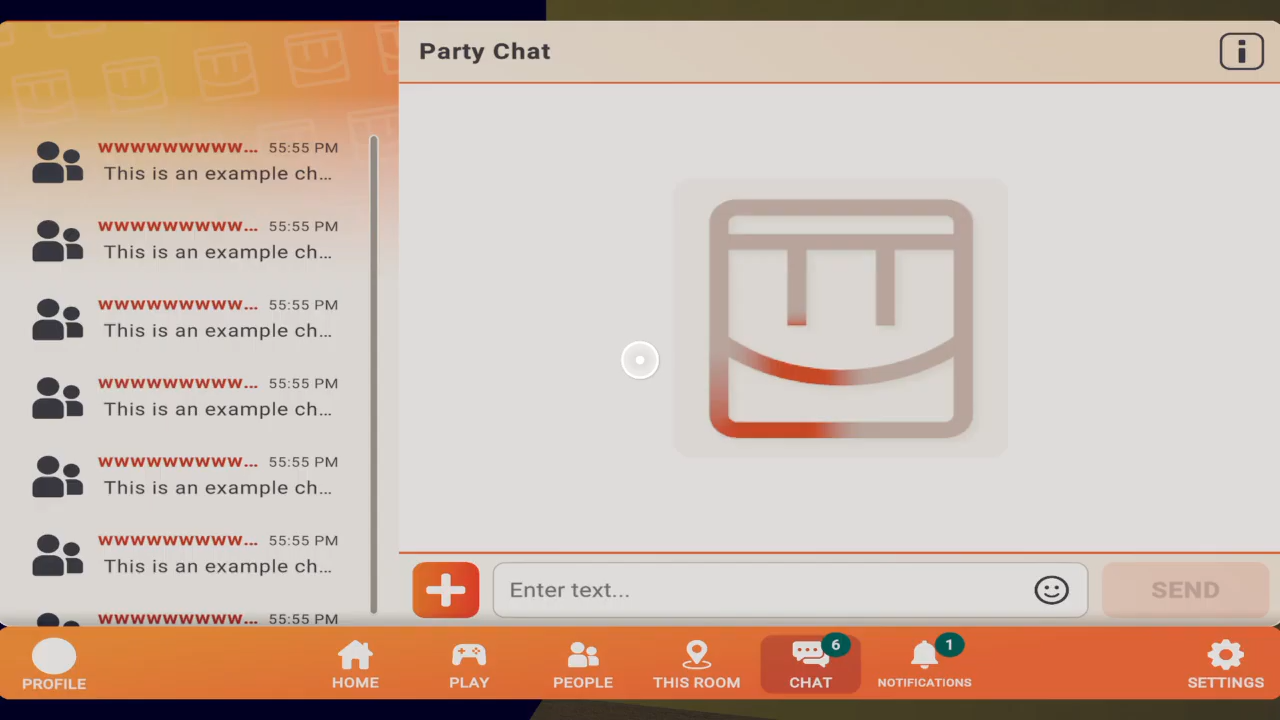 Party Chat
wwwwwwwww... 55:55 PM
This is an example ch...
wwwwwwwww... 55:55 PM
This is an example ch...
wwwwwwwww... 55:55 PM
This is an example ch...
wwwwwwwww... 55:55 PM
This is an example ch...
wwwwwwwww... 55:55 PM
This is an example ch...
wwwwwwwww... 55:55 PM
This is an example ch...
wwwwwwwww... 55:55 PM
Enter text...
SEND
6
1
PROFILE
HOME
PLAY
PEOPLE
THIS ROOM
CHAT
NOTIFICATIONS
SETTINGS